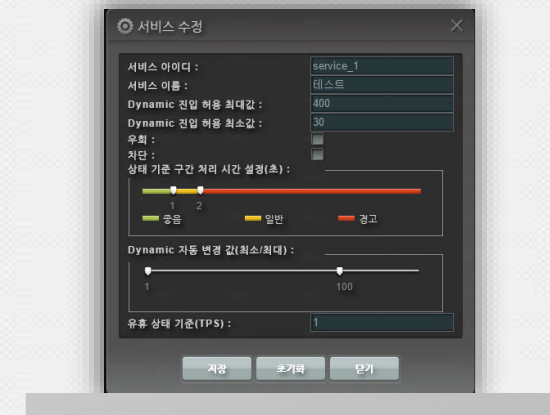 서비스 수정
서비스 아이디 : service_1
서비스 이름 : 테스트
Dynamic 진입 허용 최대값 : 400
Dynamic 진입 허용 최소값 : 30
우회 :
차단 :
상태 기준 구간 처리 시간 설정(초) :
1 2
좋음 일반 경고
Dynamic 자동 변경 값(최소/최대) :
1 100
유휴 상태 기준(TPS) : 1
저장 초기화 닫기